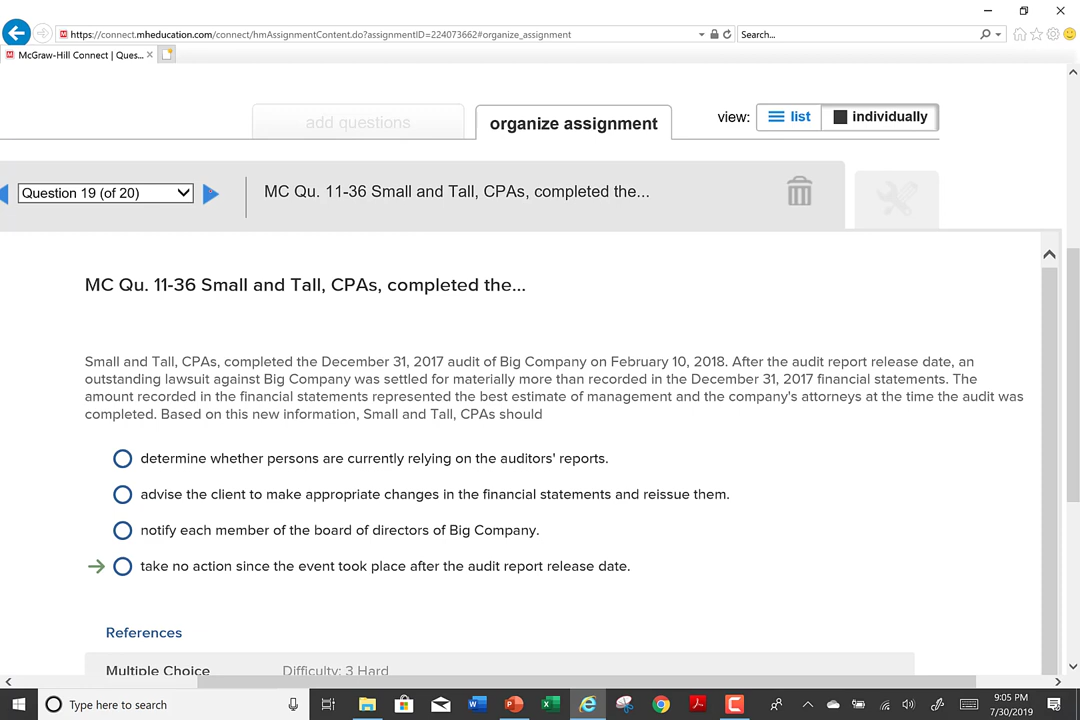 https://connect.mheducation.com/connect/hmAssignmentContent.do?assignmentID=224073662#organize_assignment
Search...
McGraw-Hill Connect | Ques...
add questions
organize assignment
view:
list
individually
Question 19 (of 20)
MC Qu. 11-36 Small and Tall, CPAs, completed the...
MC Qu. 11-36 Small and Tall, CPAs, completed the...
Small and Tall, CPAs, completed the December 31, 2017 audit of Big Company on February 10, 2018. After the audit report release date, an
outstanding lawsuit against Big Company was settled for materially more than recorded in the December 31, 2017 financial statements. The
amount recorded in the financial statements represented the best estimate of management and the company's attorneys at the time the audit was
completed. Based on this new information, Small and Tall, CPAs should
determine whether persons are currently relying on the auditors' reports.
advise the client to make appropriate changes in the financial statements and reissue them.
notify each member of the board of directors of Big Company.
take no action since the event took place after the audit report release date.
References
Multiple Choice
Difficulty: 3 Hard
Type here to search
9:05 PM
7/30/2019